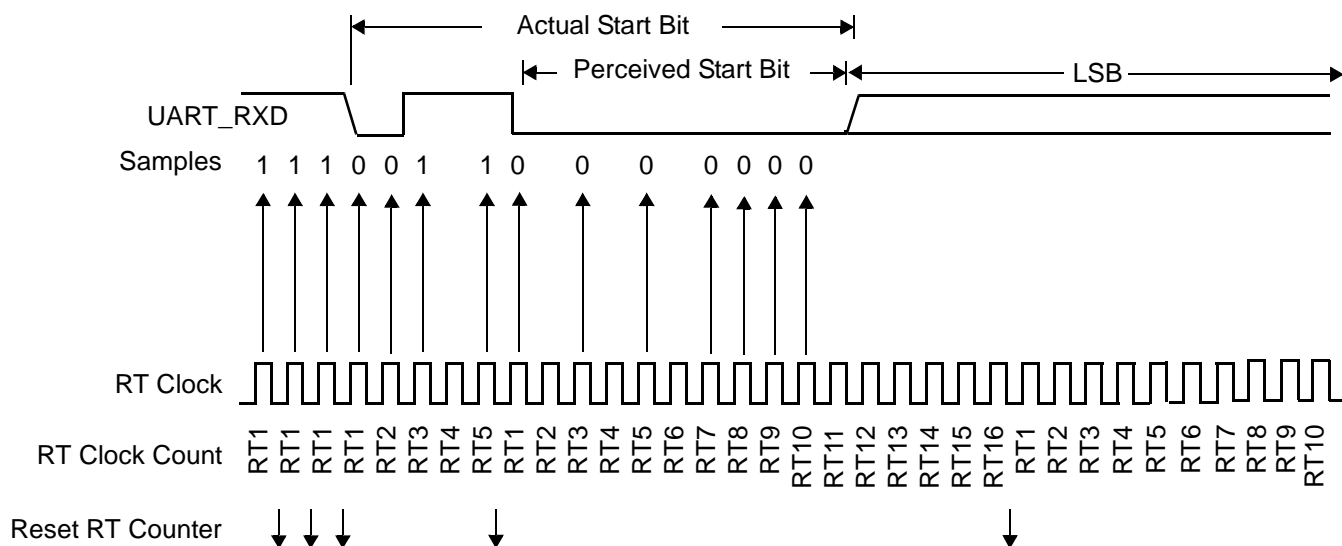 Actual Start Bit
Perceived Start Bit
LSB
UART_RXD
Samples 1 1 1 0 0 1 1 0 0 0 0 0 0 0
RT Clock
RT Clock Count RT1 RT1 RT1 RT1 RT2 RT3 RT4 RT5 RT1 RT2 RT3 RT4 RT5 RT6 RT7 RT8 RT9 RT10 RT11 RT12 RT13 RT14 RT15 RT16 RT1 RT2 RT3 RT4 RT5 RT6 RT7 RT8 RT9 RT10
Reset RT Counter